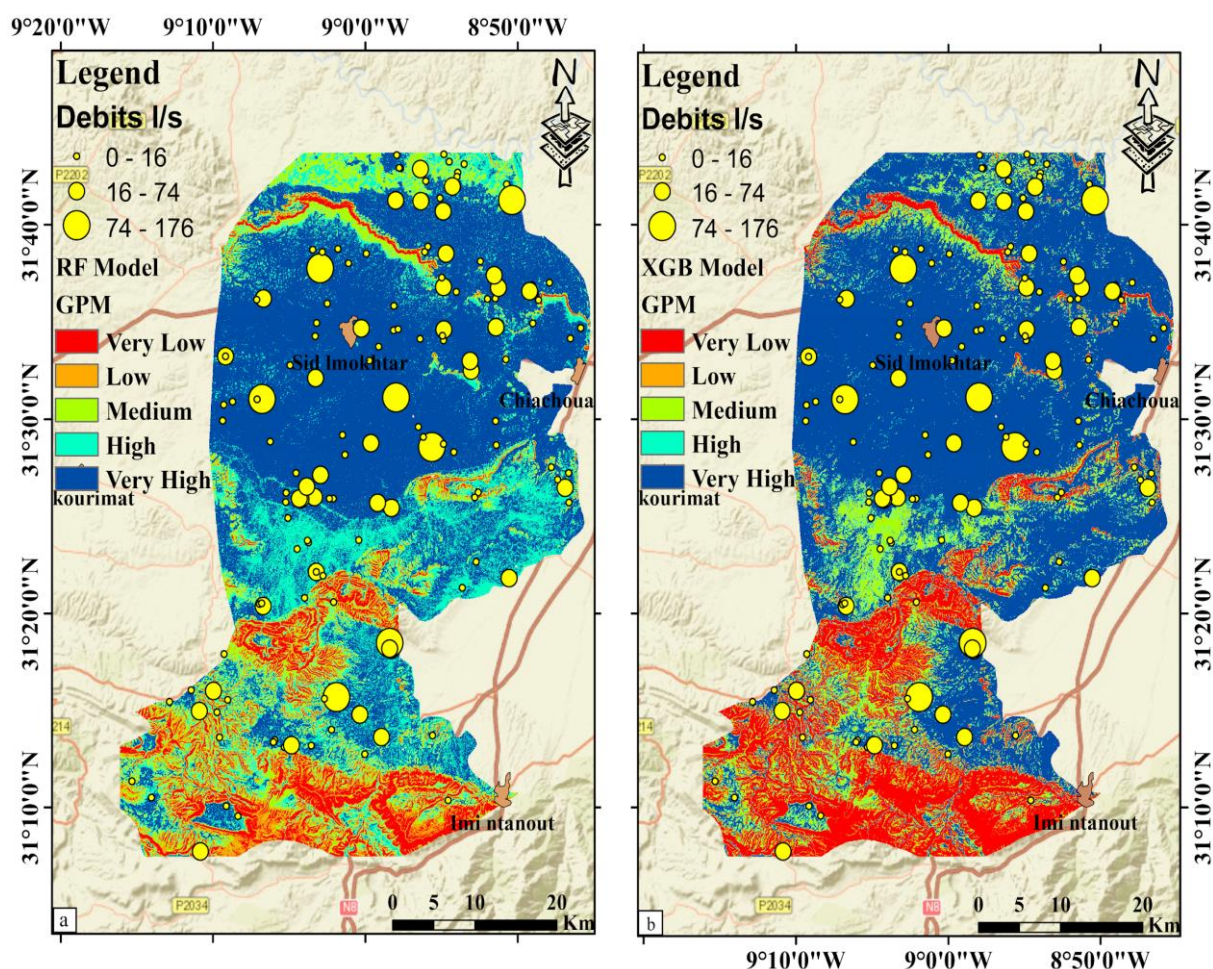 9°20'0"W 9°10'0"W 9°0'0"W 8°50'0"W
Legend
Debits l/s
0 - 16
16 - 74
74 - 176
RF Model
GPM
Very Low
Low
Medium
High
Very High
N
P2202
31°40'0"N
31°30'0"N
31°20'0"N
31°10'0"N
Sid lmokhtar
Chiachoua
kourimat
Imi ntanout
214
P2034
N8
0 5 10 20
Km
a
Legend
Debits l/s
0 - 16
16 - 74
74 - 176
XGB Model
GPM
Very Low
Low
Medium
High
Very High
N
P2202
31°40'0"N
31°30'0"N
31°20'0"N
31°10'0"N
Sid lmokhtar
Chiachoua
kourimat
Imi ntanout
214
P2034
N8
0 5 10 20
Km
b
9°10'0"W 9°0'0"W 8°50'0"W